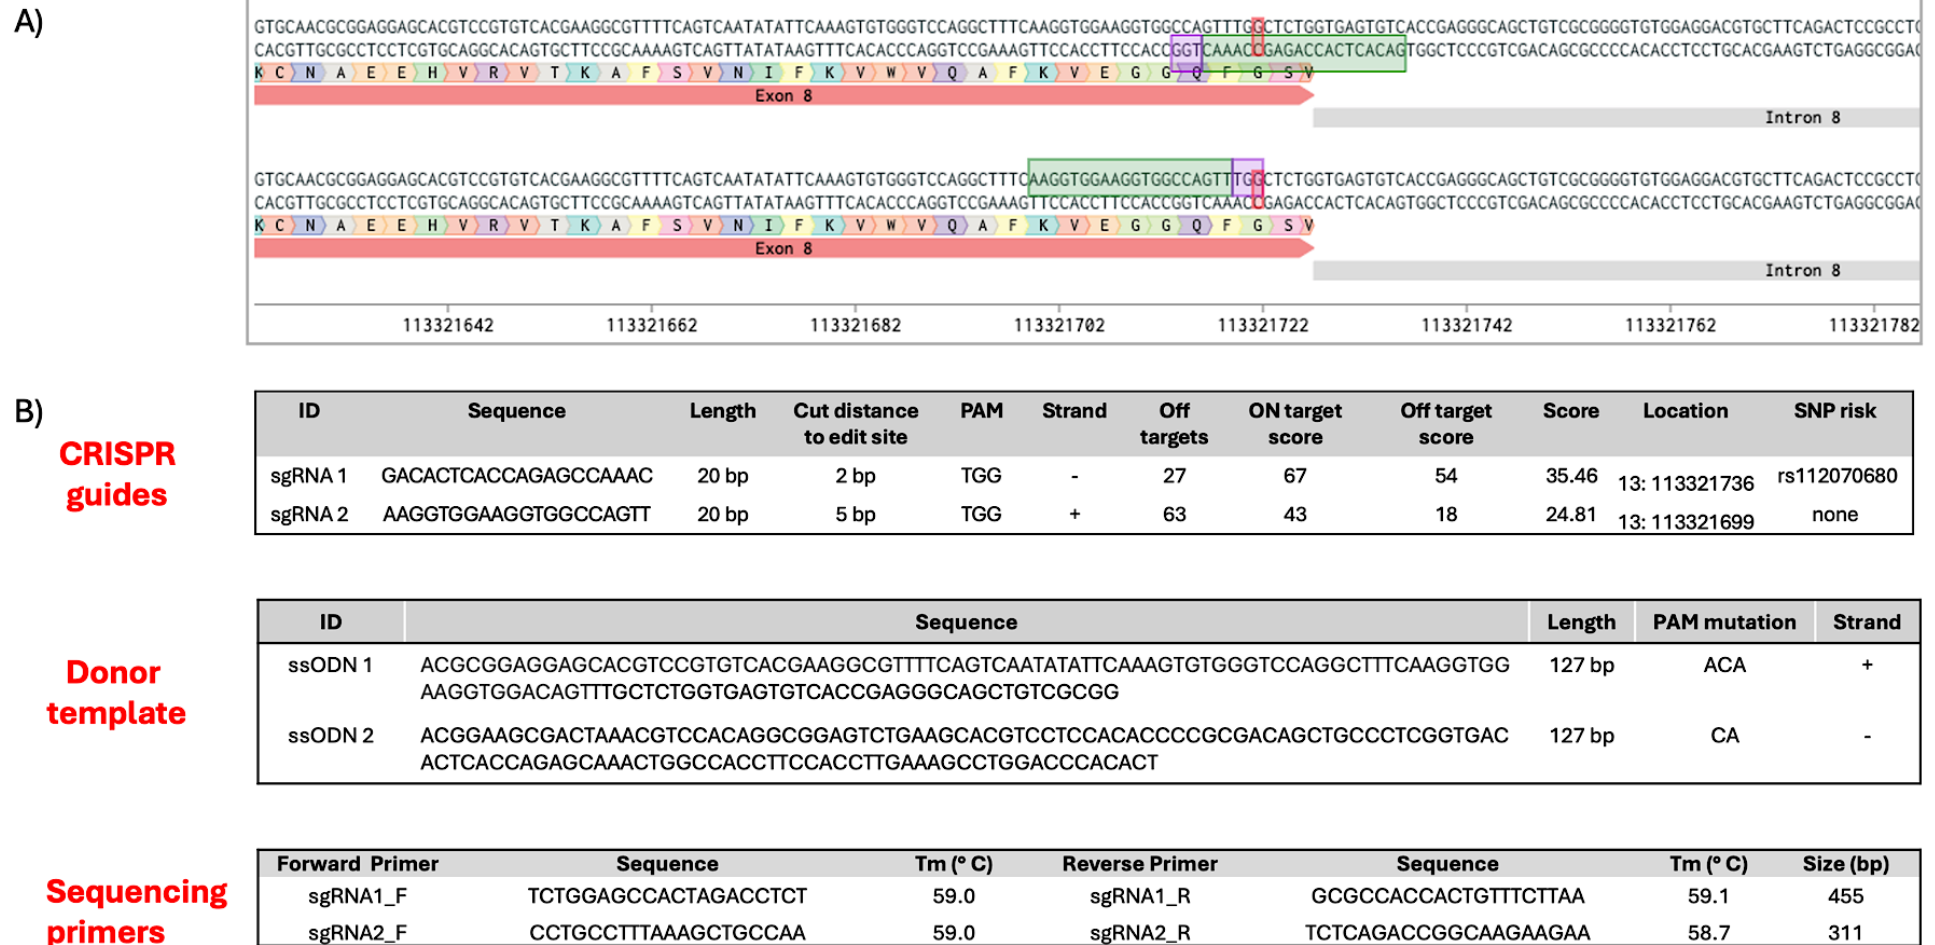 A)
GTGCAACGCGGAGGAGCACGTCCGTGTCACGAAGGCGTTTTCAGTCAATATATTCAAAGTGTGGGTCCAGGCTTTCAAGGTGGAAGGTGGCCAGTTTGGCTCTGGTGAGTGTCACCGAGGGCAGCTGTCGCGGGGTGTGGAGGACGTGCTTCAGACTCCGCCTC
CACGTTGCGCCTCCTCGTGCAGGCACAGTGCTTCCGCAAAAGTCAGTTATATAAGTTTCACACCCAGGTCCGAAAGTTCCACCTTCCACCGGTCAAACCGAGACCACTCACAGTGGCTCCCGTCGACAGCGCCCCACACCTCCTGCACGAAGTCTGAGGCGGAG
K C N A E E H V R V T K A F S V N I F K V W V Q A F K V E G G Q F G S V
Exon 8
Intron 8
GTGCAACGCGGAGGAGCACGTCCGTGTCACGAAGGCGTTTTCAGTCAATATATTCAAAGTGTGGGTCCAGGCTTTCAAGGTGGAAGGTGGCCAGTTTGGCTCTGGTGAGTGTCACCGAGGGCAGCTGTCGCGGGGTGTGGAGGACGTGCTTCAGACTCCGCCTC
CACGTTGCGCCTCCTCGTGCAGGCACAGTGCTTCCGCAAAAGTCAGTTATATAAGTTTCACACCCAGGTCCGAAAGTTCCACCTTCCACCGGTCAAACCGAGACCACTCACAGTGGCTCCCGTCGACAGCGCCCCACACCTCCTGCACGAAGTCTGAGGCGGAG
K C N A E E H V R V T K A F S V N I F K V W V Q A F K V E G G Q F G S V
Exon 8
Intron 8
113321642 113321662 113321682 113321702 113321722 113321742 113321762 113321782
B)
CRISPR
guides
ID Sequence Length Cut distance to edit site PAM Strand Off targets ON target score Off target score Score Location SNP risk
sgRNA 1 GACACTCACCAGAGCCAAAC 20 bp 2 bp TGG - 27 67 54 35.46 13: 113321736 rs112070680
sgRNA 2 AAGGTGGAAGGTGGCCAGTT 20 bp 5 bp TGG + 63 43 18 24.81 13: 113321699 none
Donor
template
ID Sequence Length PAM mutation Strand
ssODN 1 ACGCGGAGGAGCACGTCCGTGTCACGAAGGCGTTTTCAGTCAATATATTCAAAGTGTGGGTCCAGGCTTTCAAGGTGG 127 bp ACA +
AAGGTGGACAGTTTGCTCTGGTGAGTGTCACCGAGGGCAGCTGTCGCGG
ssODN 2 ACGGAAGCGACTAAACGTCCACAGGCGGAGTCTGAAGCACGTCCTCCACACCCCGCGACAGCTGCCCTCGGTGAC 127 bp CA -
ACTCACCAGAGCAAACTGGCCACCTTCCACCTTGAAAGCCTGGACCCACACT
Sequencing
primers
Forward Primer Sequence Tm (° C) Reverse Primer Sequence Tm (° C) Size (bp)
sgRNA1_F TCTGGAGCCACTAGACCTCT 59.0 sgRNA1_R GCGCCACCACTGTTTCTTAA 59.1 455
sgRNA2_F CCTGCCTTTAAAGCTGCCAA 59.0 sgRNA2_R TCTCAGACCGGCAAGAAGAA 58.7 311